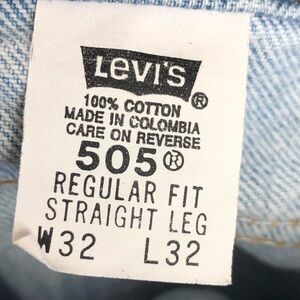 Levi's ®
100% COTTON
MADE IN COLOMBIA
CARE ON REVERSE
505®
REGULAR FIT
STRAIGHT LEG
W32 L32